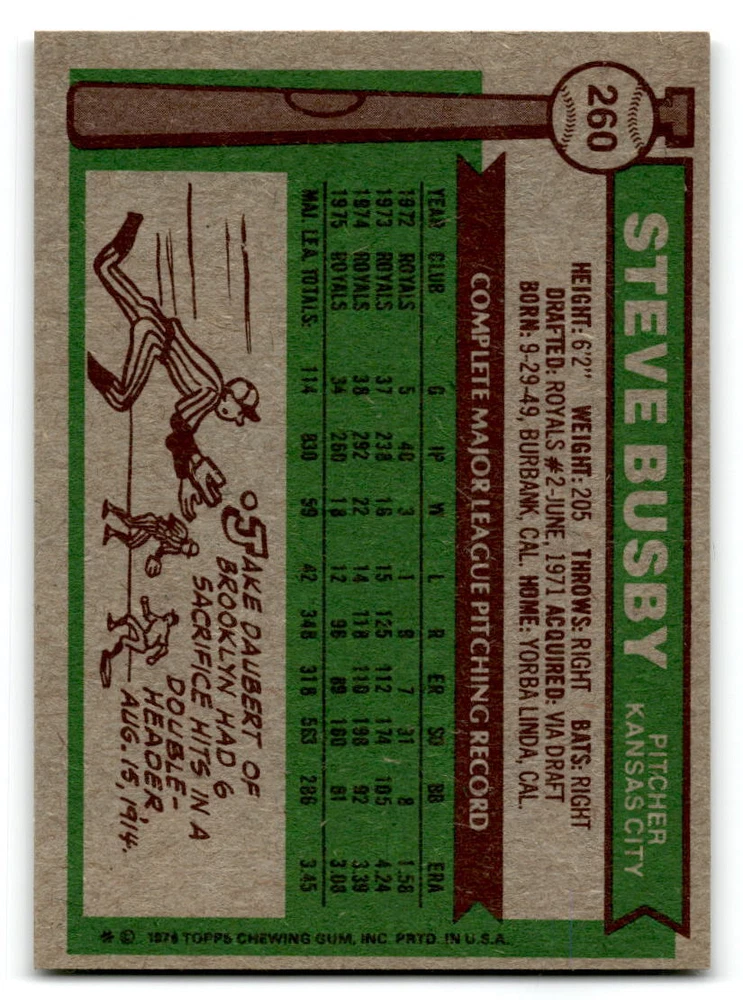 260
STEVE BUSBY
PITCHER
KANSAS CITY
HEIGHT: 6'2" WEIGHT: 205 THROWS: RIGHT BATS: RIGHT
DRAFTED: ROYALS #2-JUNE, 1971 ACQUIRED: VIA DRAFT
BORN: 9-29-49, BURBANK, CAL. HOME: YORBA LINDA, CAL.
COMPLETE MAJOR LEAGUE PITCHING RECORD
YEAR CLUB G IP W L R ER SO BB ERA
1972 ROYALS 5 40 3 1 8 7 31 8 1.58
1973 ROYALS 37 238 16 15 125 112 174 105 4.24
1974 ROYALS 38 292 22 14 118 110 198 92 3.39
1975 ROYALS 34 260 18 12 96 89 160 81 3.08
MAJ. LEA. TOTALS: 114 830 59 42 348 318 563 286 3.45
JAKE DAUBERT OF
BROOKLYN HAD 6
SACRIFICE HITS IN A
DOUBLE-
HEADER,
AUG. 15, 1914.
* © 1976 TOPPS CHEWING GUM, INC. PRTD. IN U.S.A.